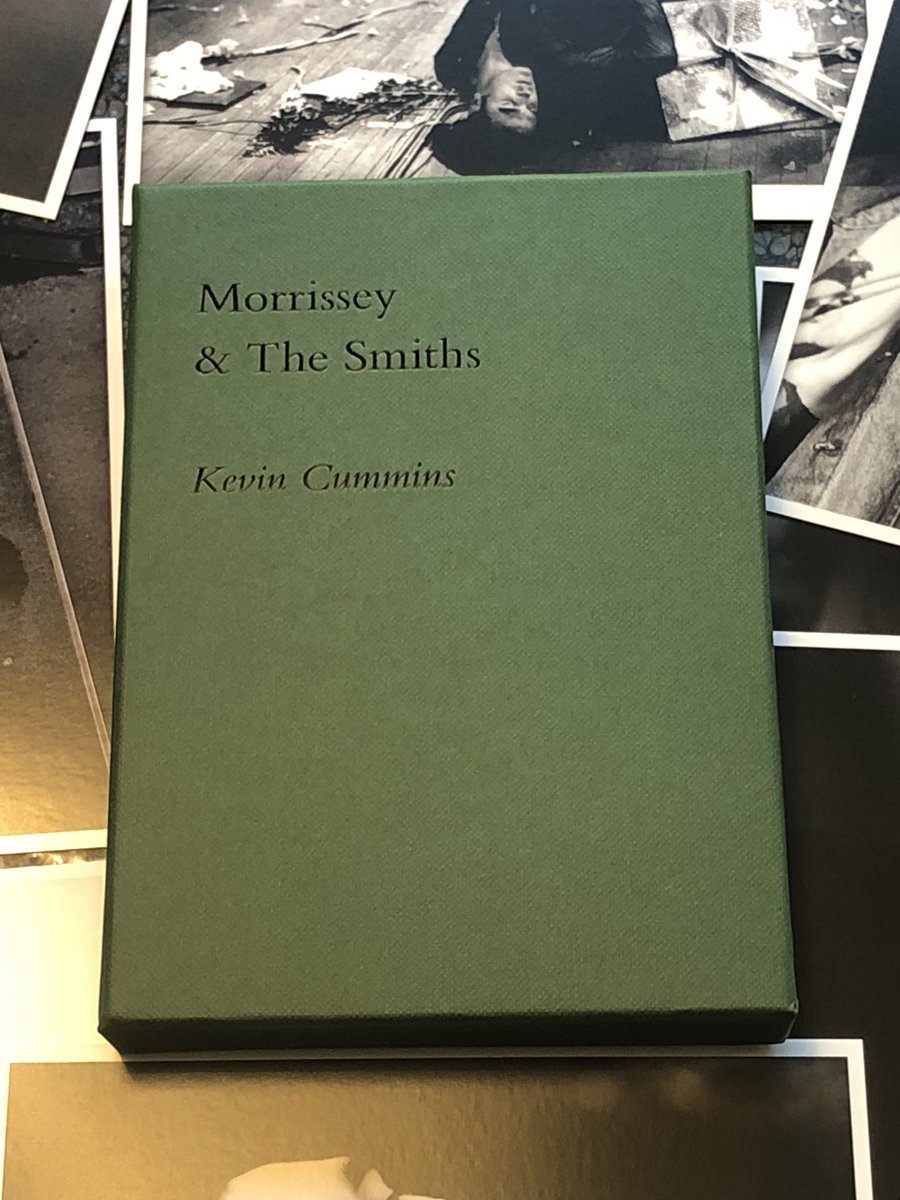 Morrissey
& The Smiths
Kevin Cummins